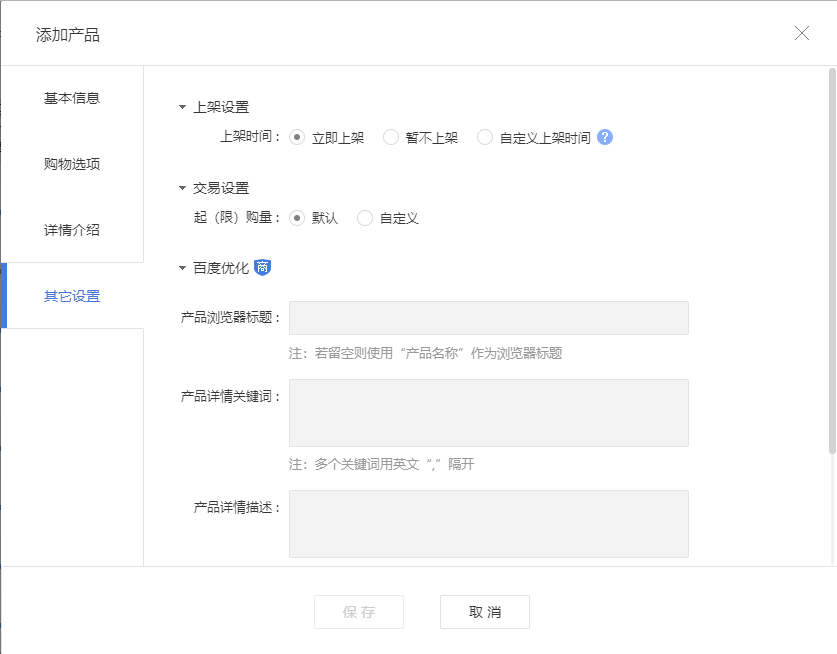 添加产品
基本信息
购物选项
详情介绍
其它设置
上架设置
上架时间： 立即上架 暂不上架 自定义上架时间 ?
交易设置
起（限）购量： 默认 自定义
百度优化 商
产品浏览器标题：
注：若留空则使用“产品名称”作为浏览器标题
产品详情关键词：
注：多个关键词用英文“,”隔开
产品详情描述：
保存 取消